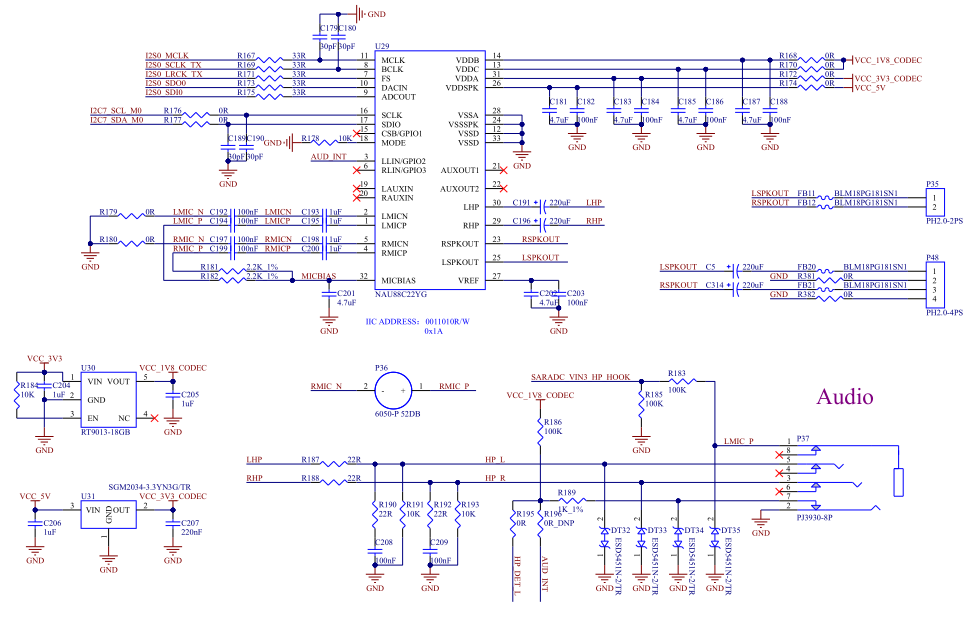 GND
C179 C180
30pF 30pF
U29
I2S0_MCLK R167 33R 11 MCLK VDDB 14 R168 0R VCC_1V8_CODEC
I2S0_SCLK_TX R169 33R 8 BCLK VDDC 13 R170 0R
I2S0_LRCK_TX R171 33R 7 FS VDDA 31 R172 0R VCC_3V3_CODEC
I2S0_SDO0 R173 33R 10 DACIN VDDSPK 26 R174 0R VCC_5V
I2S0_SDI0 R175 33R 9 ADCOUT
C181 C182 C183 C184 C185 C186 C187 C188
4.7uF 100nF 4.7uF 100nF 4.7uF 100nF 4.7uF 100nF
GND GND GND GND
I2C7_SCL_M0 R176 0R 16 SCLK VSSA 28
I2C7_SDA_M0 R177 0R 17 SDIO VSSSPK 24
15 CSB/GPIO1 VSSD 12
GND R178 10K 18 MODE VSSD 33
GND
C189 C190
30pF 30pF
GND
AUD_INT 3 LLIN/GPIO2
6 RLIN/GPIO3 AUXOUT1 21
19 LAUXIN AUXOUT2 22
20 RAUXIN
LHP 30 C191 + 220uF LHP
R179 0R LMIC_N C192 100nF LMICN C193 1uF 2 LMICN
LMIC_P C194 100nF LMICP C195 1uF 1 LMICP RHP 29 C196 + 220uF RHP
R180 0R RMIC_N C197 100nF RMICN C198 1uF 5 RMICN RSPKOUT 23 RSPKOUT
RMIC_P C199 100nF RMICP C200 1uF 4 RMICP
GND
LSPKOUT 25 LSPKOUT
R181 2.2K 1%
R182 2.2K 1% MICBIAS 32 MICBIAS VREF 27
C201 4.7uF GND
NAU88C22YG
C202 4.7uF C203 100nF
GND
IIC ADDRESS：0011010R/W
0x1A
P35
LSPKOUT FB11 BLM18PG181SN1 1
RSPKOUT FB12 BLM18PG181SN1 2
PH2.0-2PS
P48
LSPKOUT C5 + 220uF FB20 BLM18PG181SN1 1
GND R381 0R 2
RSPKOUT C314 + 220uF FB21 BLM18PG181SN1 3
GND R382 0R 4
PH2.0-4PS
VCC_3V3 U30 VCC_1V8_CODEC
1 VIN VOUT 5
R184 10K C204 1uF 2 GND C205 1uF
3 EN NC 4
RT9013-18GB
GND GND
P36
RMIC_N 2 - + 1 RMIC_P
6050-P 52DB
SARADC_VIN3_HP_HOOK R183
100K
VCC_1V8_CODEC R185
100K
GND
R186
100K
Audio
LMIC_P 1 P37
8
5
4
3
6
7
2
PJ3930-8P
GND
LHP R187 22R HP_L
RHP R188 22R HP_R
SGM2034-3.3YN3G/TR
VCC_5V U31 VCC_3V3_CODEC
3 VIN OUT 2
GND
1
C206 1uF C207 220nF
GND GND GND
R190 22R R191 10K R192 22R R193 10K
C208 100nF C209 100nF
GND GND
R189
1K_1%
R195 0R R196 0R_DNP
HP_DET_L AUD_INT
2 2 2 2
DT32 DT33 DT34 DT35
1 1 1 1
ESD5451N-2/TR ESD5451N-2/TR ESD5451N-2/TR ESD5451N-2/TR
GND GND GND GND